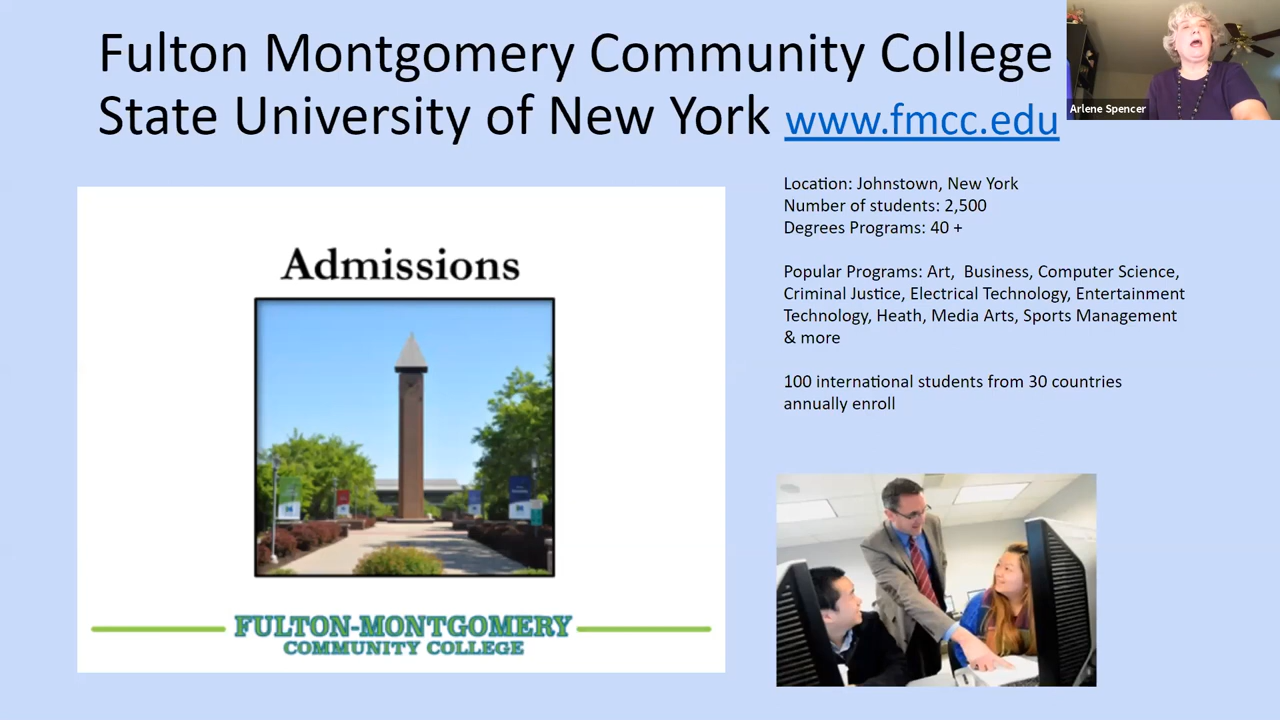 Fulton Montgomery Community College
State University of New York www.fmcc.edu
Arlene Spencer
Location: Johnstown, New York
Number of students: 2,500
Degrees Programs: 40 +
Popular Programs: Art, Business, Computer Science,
Criminal Justice, Electrical Technology, Entertainment
Technology, Heath, Media Arts, Sports Management
& more
100 international students from 30 countries
annually enroll
Admissions
FULTON-MONTGOMERY
COMMUNITY COLLEGE